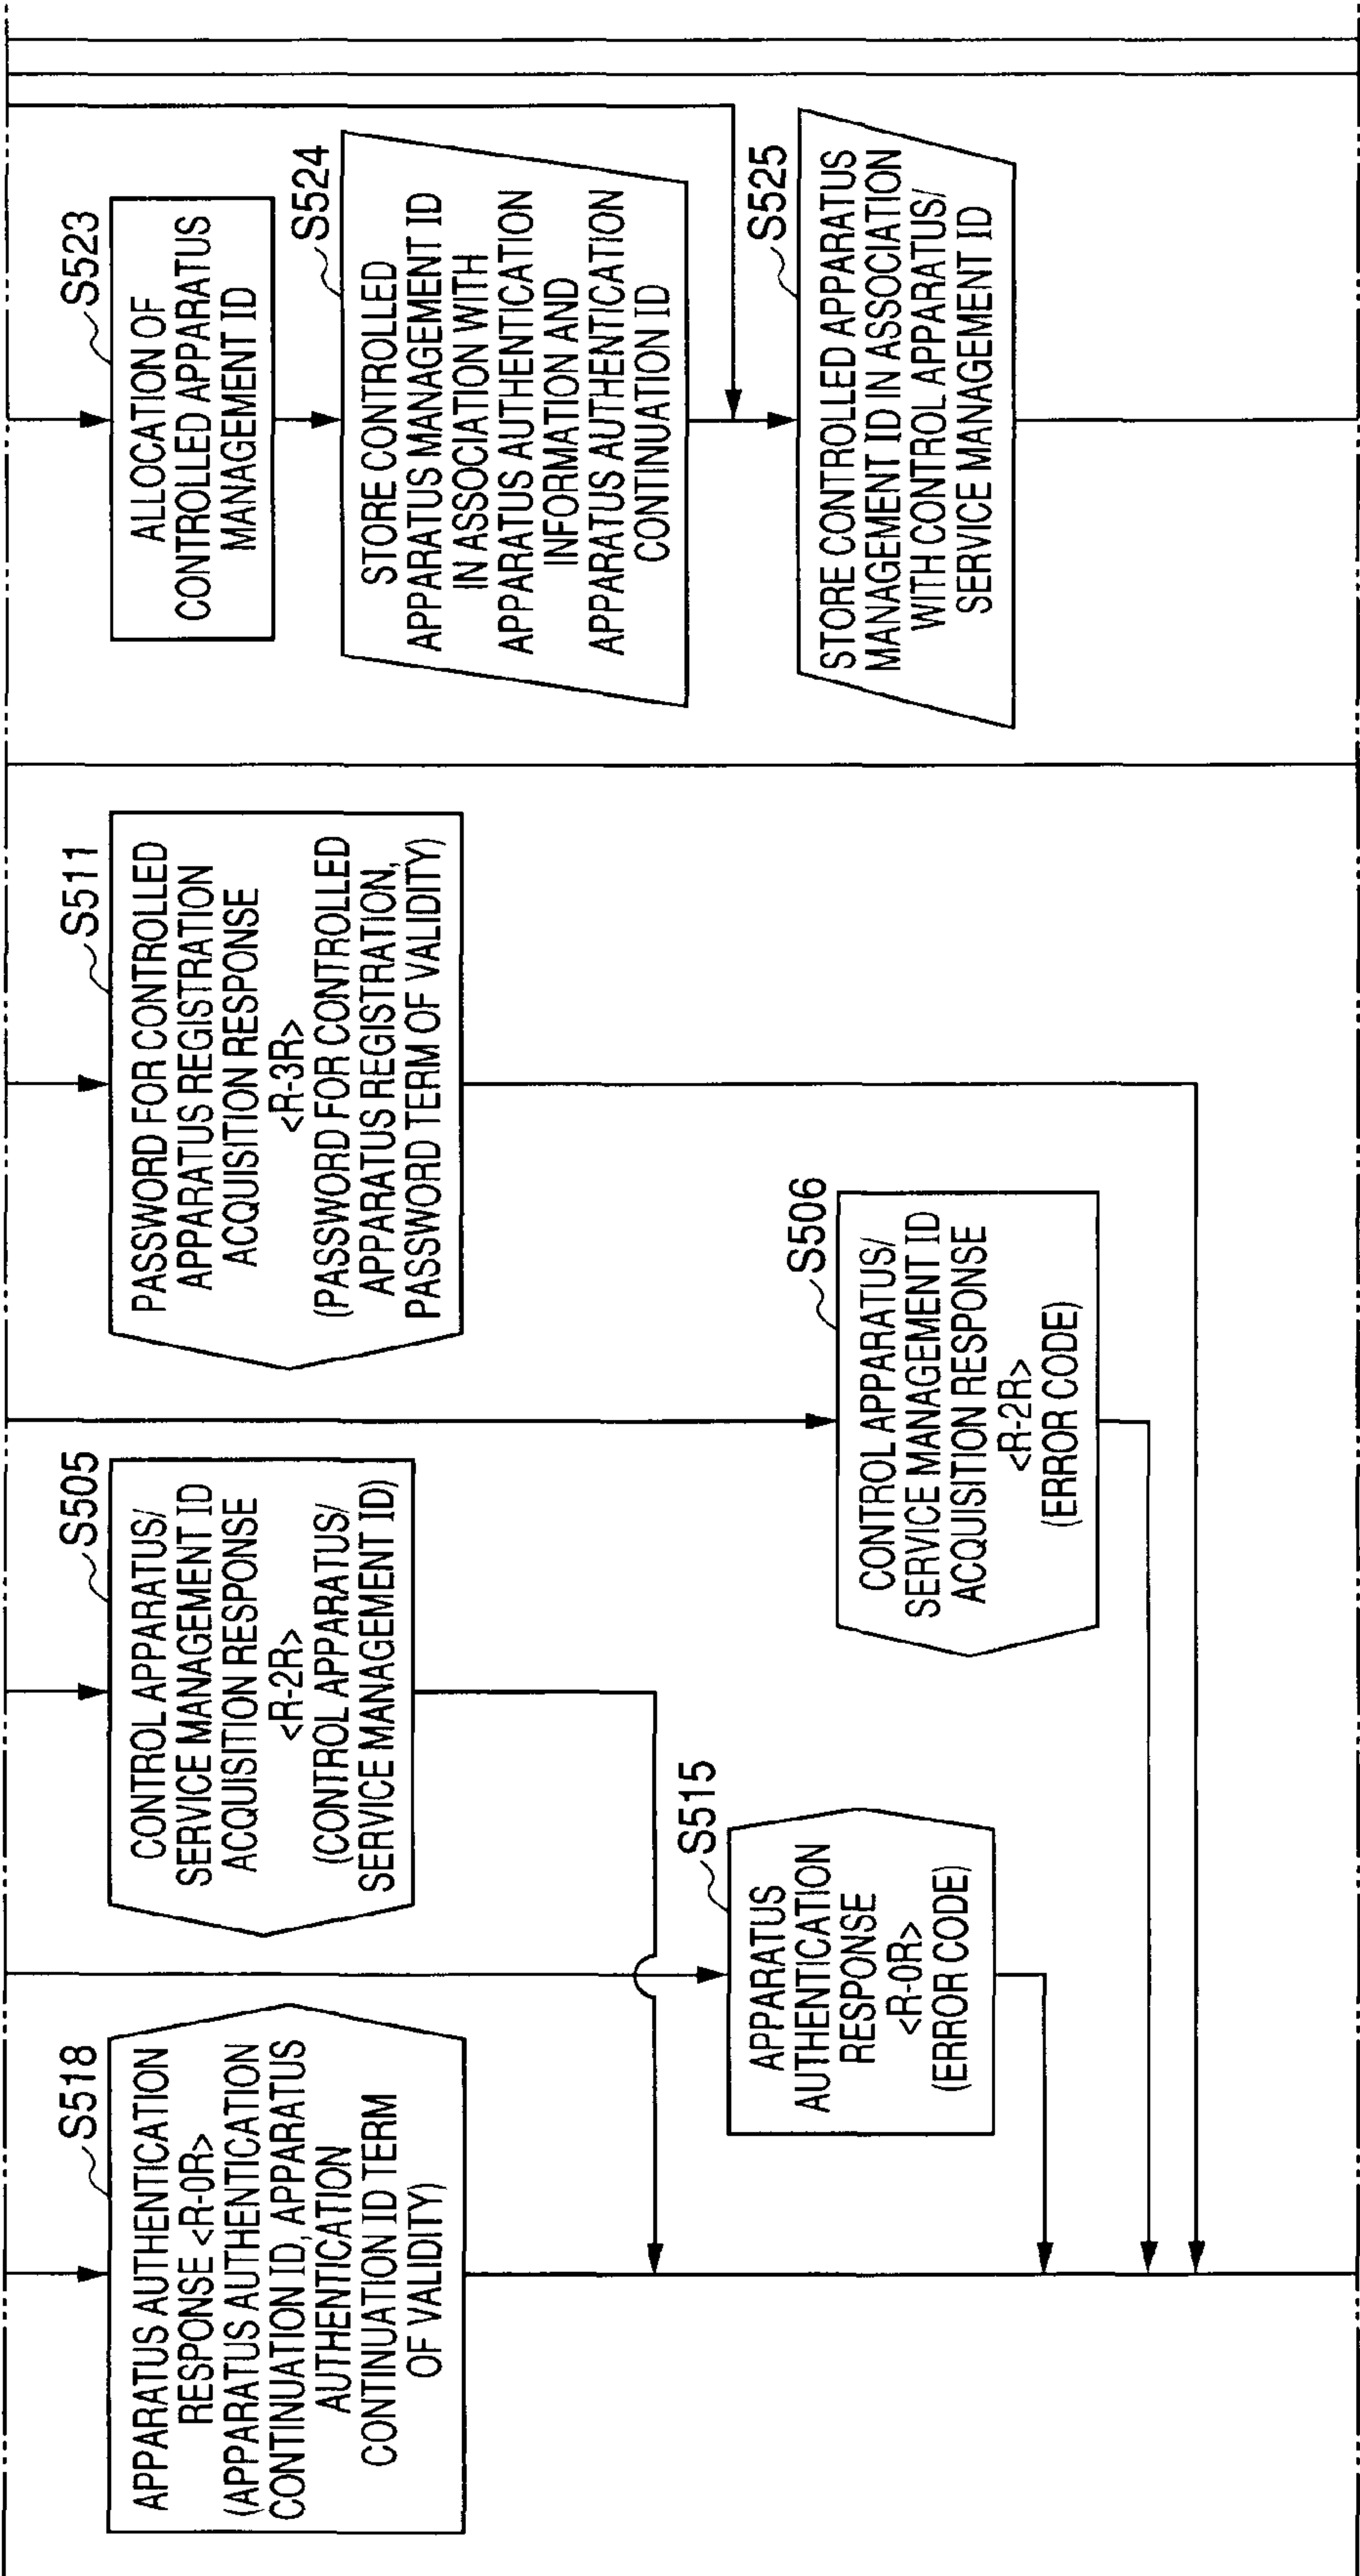 S518
APPARATUS AUTHENTICATION
RESPONSE <R-0R>
(APPARATUS AUTHENTICATION
CONTINUATION ID, APPARATUS
AUTHENTICATION
CONTINUATION ID TERM
OF VALIDITY)
S505
CONTROL APPARATUS/
SERVICE MANAGEMENT ID
ACQUISITION RESPONSE
<R-2R>
(CONTROL APPARATUS/
SERVICE MANAGEMENT ID)
S511
PASSWORD FOR CONTROLLED
APPARATUS REGISTRATION
ACQUISITION RESPONSE
<R-3R>
(PASSWORD FOR CONTROLLED
APPARATUS REGISTRATION,
PASSWORD TERM OF VALIDITY)
S523
ALLOCATION OF
CONTROLLED APPARATUS
MANAGEMENT ID
S524
STORE CONTROLLED
APPARATUS MANAGEMENT ID
IN ASSOCIATION WITH
APPARATUS AUTHENTICATION
INFORMATION AND
APPARATUS AUTHENTICATION
CONTINUATION ID
S515
APPARATUS
AUTHENTICATION
RESPONSE
<R-0R>
(ERROR CODE)
S506
CONTROL APPARATUS/
SERVICE MANAGEMENT ID
ACQUISITION RESPONSE
<R-2R>
(ERROR CODE)
S525
STORE CONTROLLED APPARATUS
MANAGEMENT ID IN ASSOCIATION
WITH CONTROL APPARATUS/
SERVICE MANAGEMENT ID